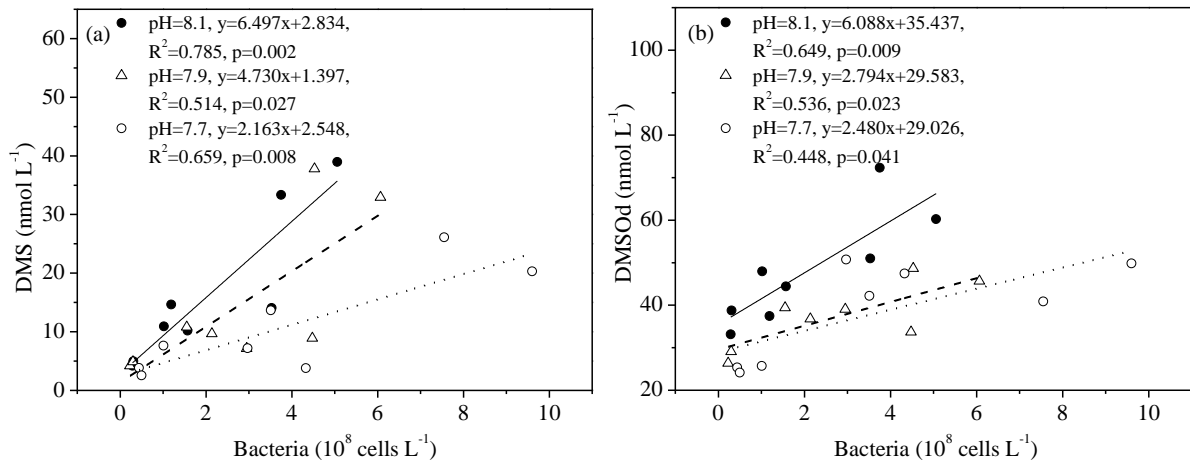 (a)
pH=8.1, y=6.497x+2.834,
R²=0.785, p=0.002
pH=7.9, y=4.730x+1.397,
R²=0.514, p=0.027
pH=7.7, y=2.163x+2.548,
R²=0.659, p=0.008
60
50
40
30
20
10
0
DMS (nmol L⁻¹)
0 2 4 6 8 10
Bacteria (10⁸ cells L⁻¹)
(b)
pH=8.1, y=6.088x+35.437,
R²=0.649, p=0.009
pH=7.9, y=2.794x+29.583,
R²=0.536, p=0.023
pH=7.7, y=2.480x+29.026,
R²=0.448, p=0.041
100
80
60
40
20
DMSOd (nmol L⁻¹)
0 2 4 6 8 10
Bacteria (10⁸ cells L⁻¹)